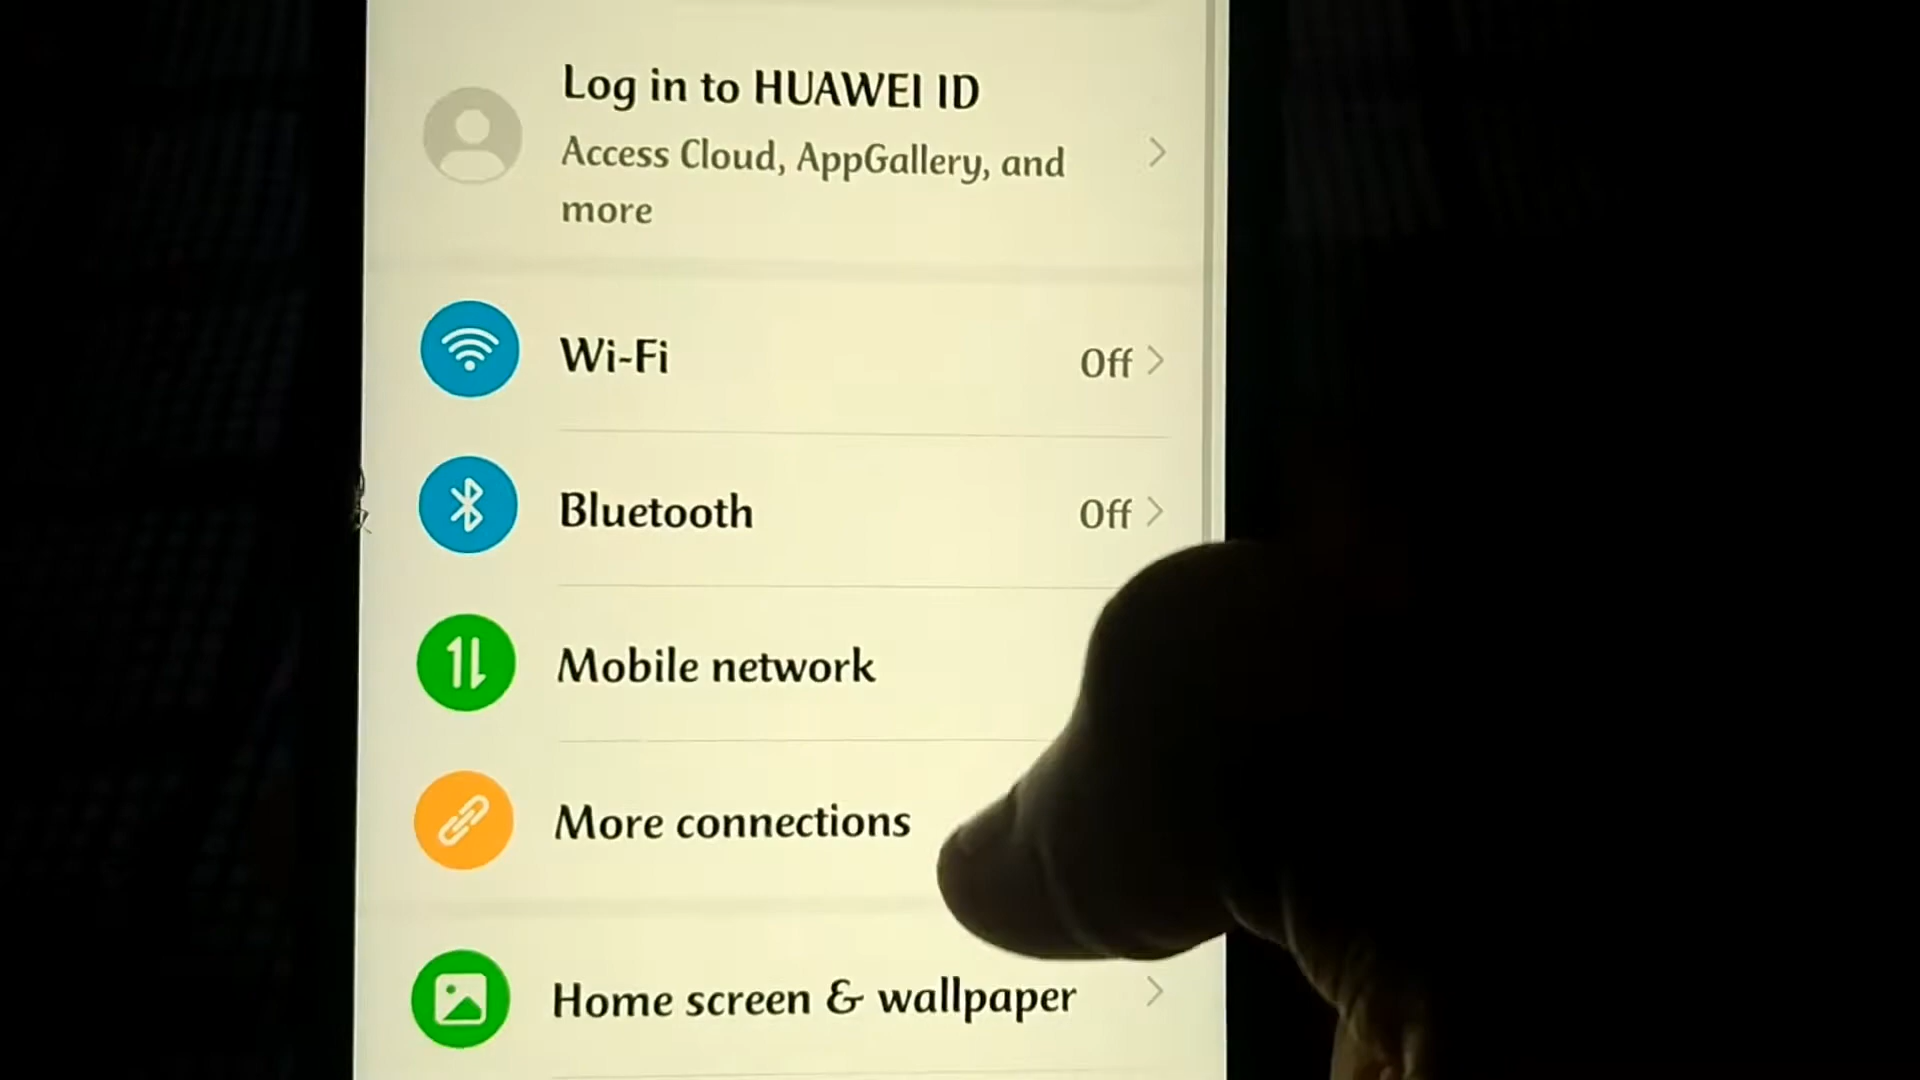 Log in to HUAWEI ID
Access Cloud, AppGallery, and
more
Wi-Fi Off
Bluetooth Off
Mobile network
More connections
Home screen & wallpaper